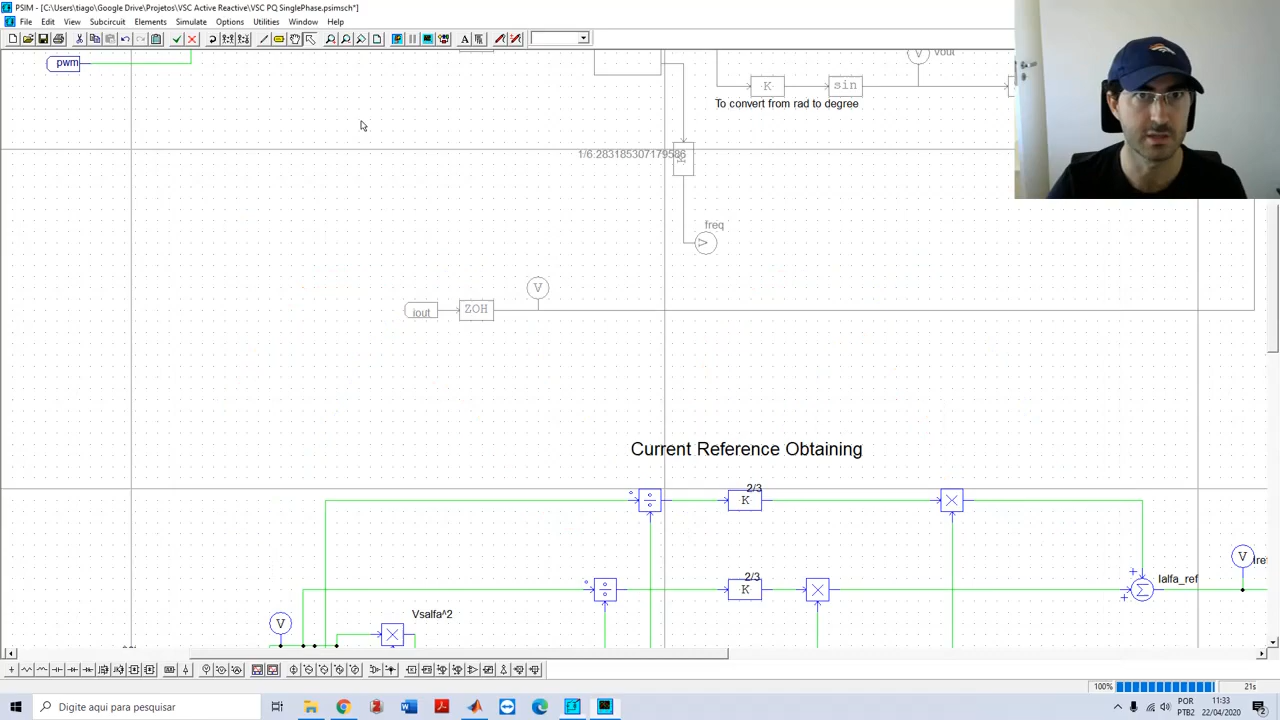 PSIM - [C:\Users\tiago\Google Drive\Projetos\VSC Active Reactive\VSC PQ SinglePhase.psimsch*]
File Edit View Subcircuit Elements Simulate Options Utilities Window Help
pwm
V
vout
K
sin
To convert from rad to degree
1/6.283185307179586
freq
V
V
iout
ZOH
Current Reference Obtaining
2/3
K
V
Iref
2/3
K
Ialfa_ref
Vsalfa^2
V
100%
21s
Digite aqui para pesquisar
POR
PTB2
11:33
22/04/2020
2